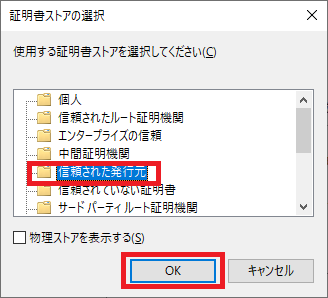 証明書ストアの選択
使用する証明書ストアを選択してください(C)
個人
信頼されたルート証明機関
エンタープライズの信頼
中間証明機関
信頼された発行元
信頼されていない証明書
サード パーティ ルート証明機関
物理ストアを表示する(S)
OK
キャンセル